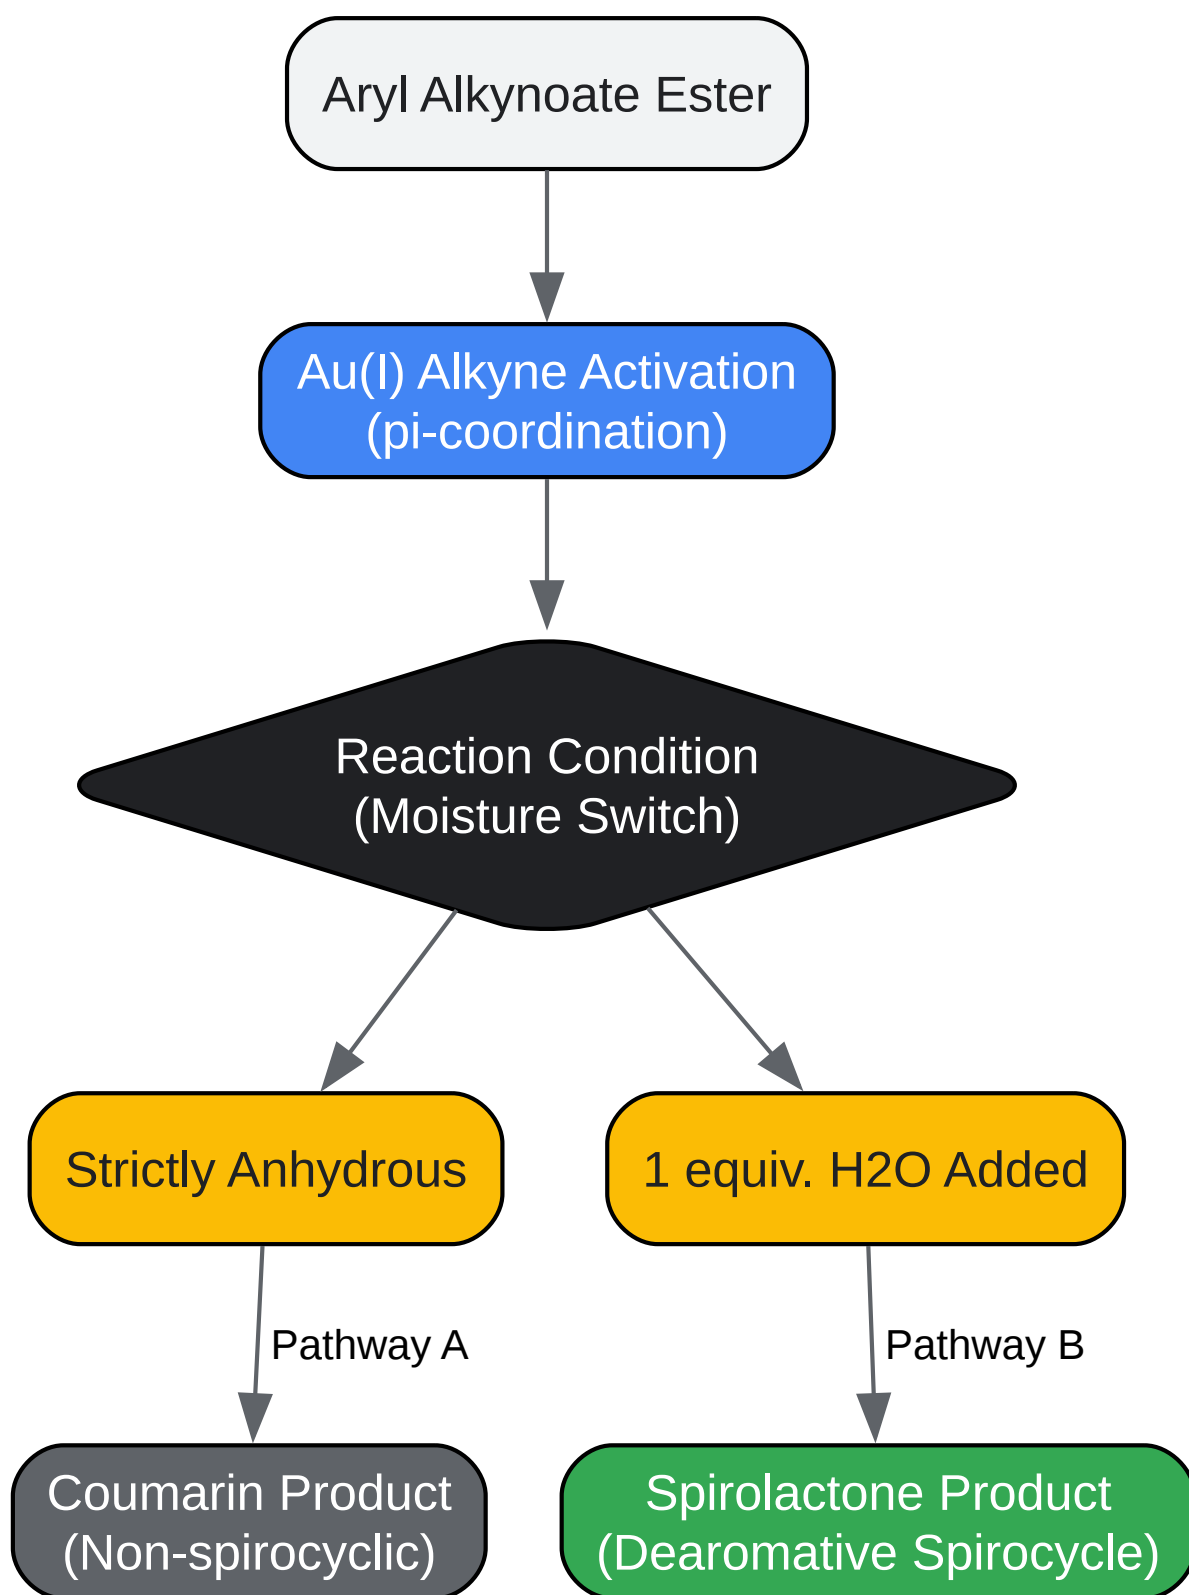 Aryl Alkynoate Ester
Au(I) Alkyne Activation
(pi-coordination)
Reaction Condition
(Moisture Switch)
Strictly Anhydrous
1 equiv. H2O Added
Pathway A
Pathway B
Coumarin Product
(Non-spirocyclic)
Spirolactone Product
(Dearomative Spirocycle)